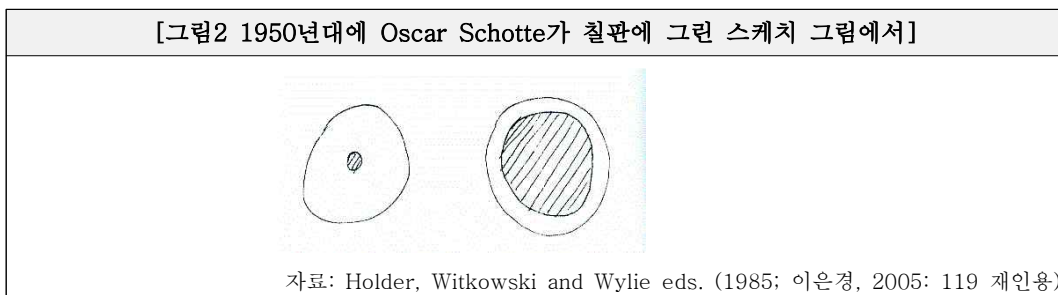 [그림2 1950년대에 Oscar Schotte가 칠판에 그린 스케치 그림에서]
자료: Holder, Witkowski and Wylie eds. (1985; 이은경, 2005: 119 재인용)